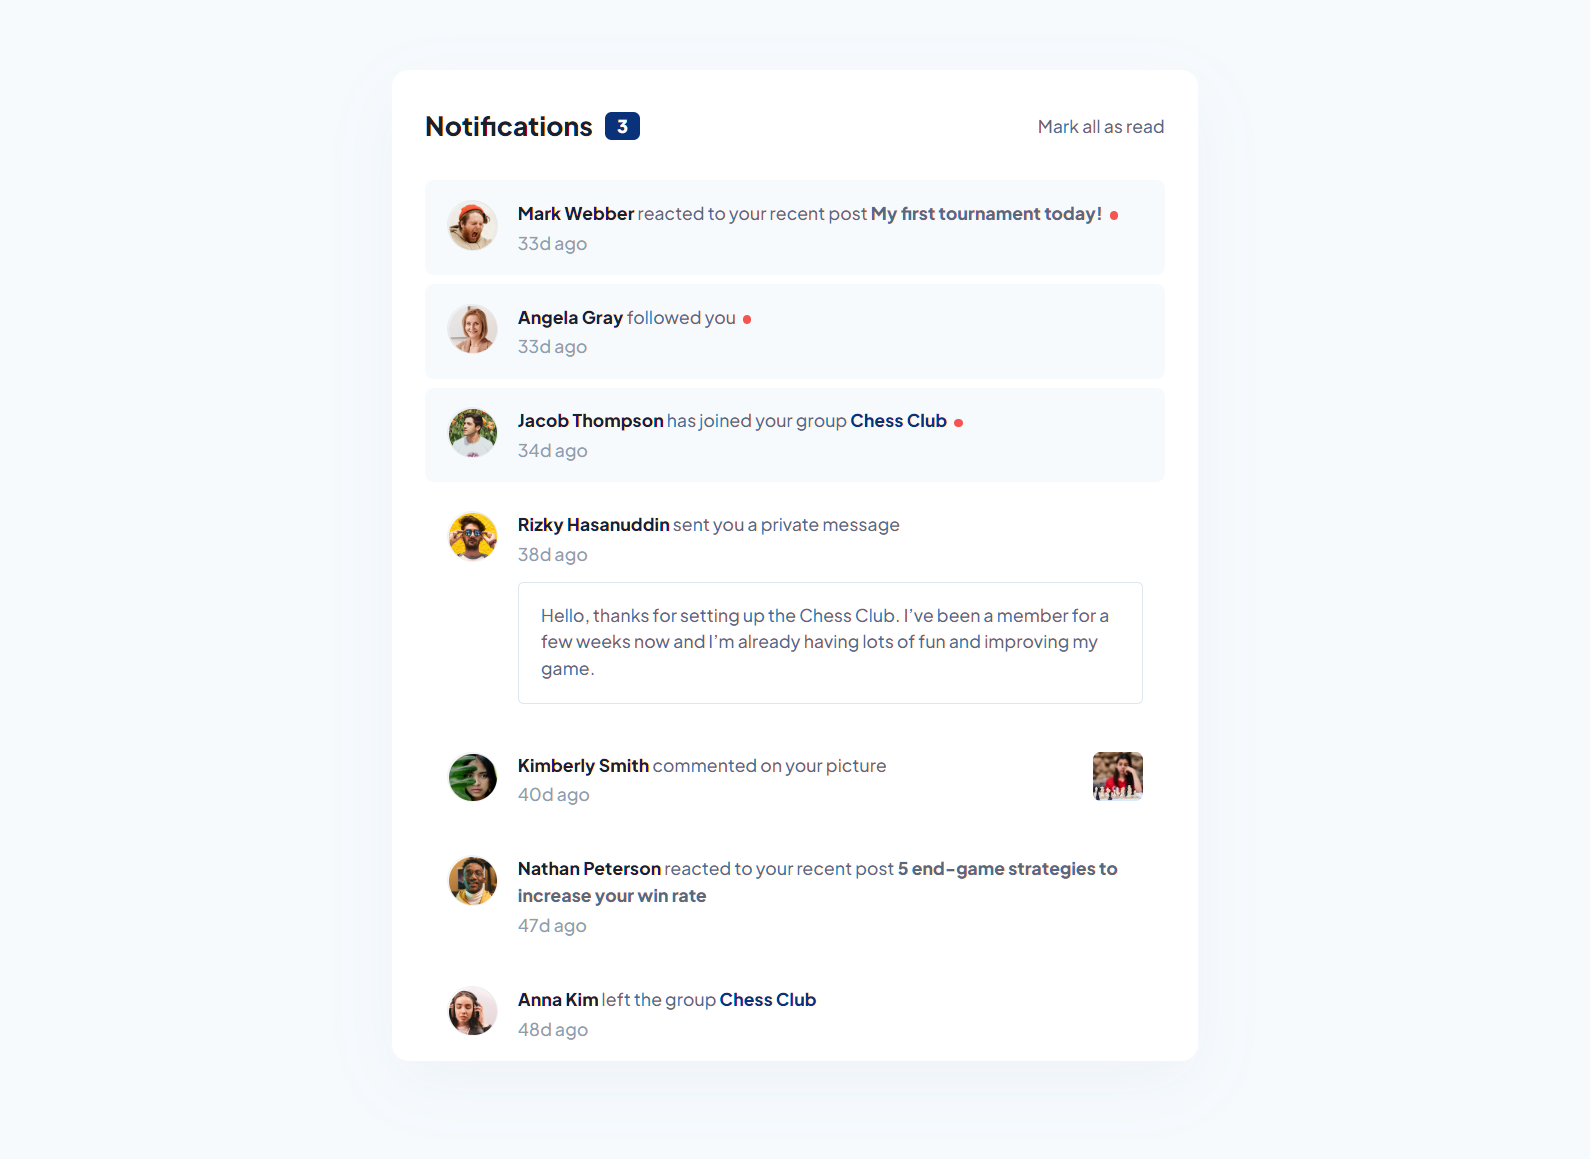 Notifications 3
Mark all as read
Mark Webber reacted to your recent post My first tournament today!
33d ago
Angela Gray followed you
33d ago
Jacob Thompson has joined your group Chess Club
34d ago
Rizky Hasanuddin sent you a private message
38d ago
Hello, thanks for setting up the Chess Club. I’ve been a member for a
few weeks now and I’m already having lots of fun and improving my
game.
Kimberly Smith commented on your picture
40d ago
Nathan Peterson reacted to your recent post 5 end-game strategies to
increase your win rate
47d ago
Anna Kim left the group Chess Club
48d ago